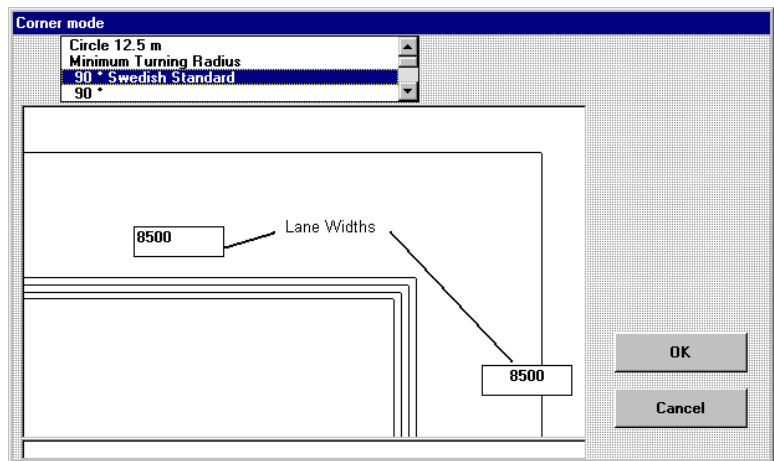 Corner mode
Circle 12.5 m
Minimum Turning Radius
90 ° Swedish Standard
90 °
8500
Lane Widths
8500
OK
Cancel